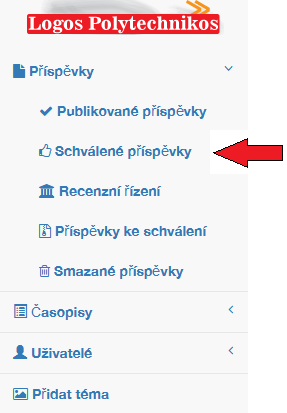 Logos Polytechnikos
Příspěvky
Publikované příspěvky
Schválené příspěvky
Recenzní řízení
Příspěvky ke schválení
Smazané příspěvky
Časopisy
Uživatelé
Přidat téma